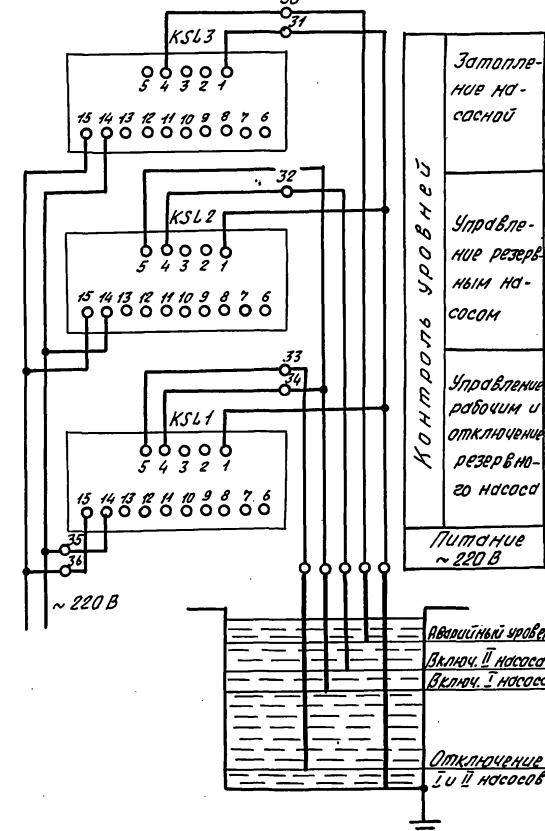 31
KSL3
5 4 3 2 1
15 14 13 12 11 10 9 8 7 6
32
KSL2
5 4 3 2 1
15 14 13 12 11 10 9 8 7 6
33
34
KSL1
5 4 3 2 1
15 14 13 12 11 10 9 8 7 6
35
36
~ 220 В
Контроль уровней
Затопле-
ние на-
сосной
Управле-
ние резерв-
ным на-
сосом
Управление
рабочим и
отключение
резервно-
го насоса
Питание
~ 220 В
Аварийный уровен
Включ. II насоса
Включ. I насоса
Отключение
I и II насосов